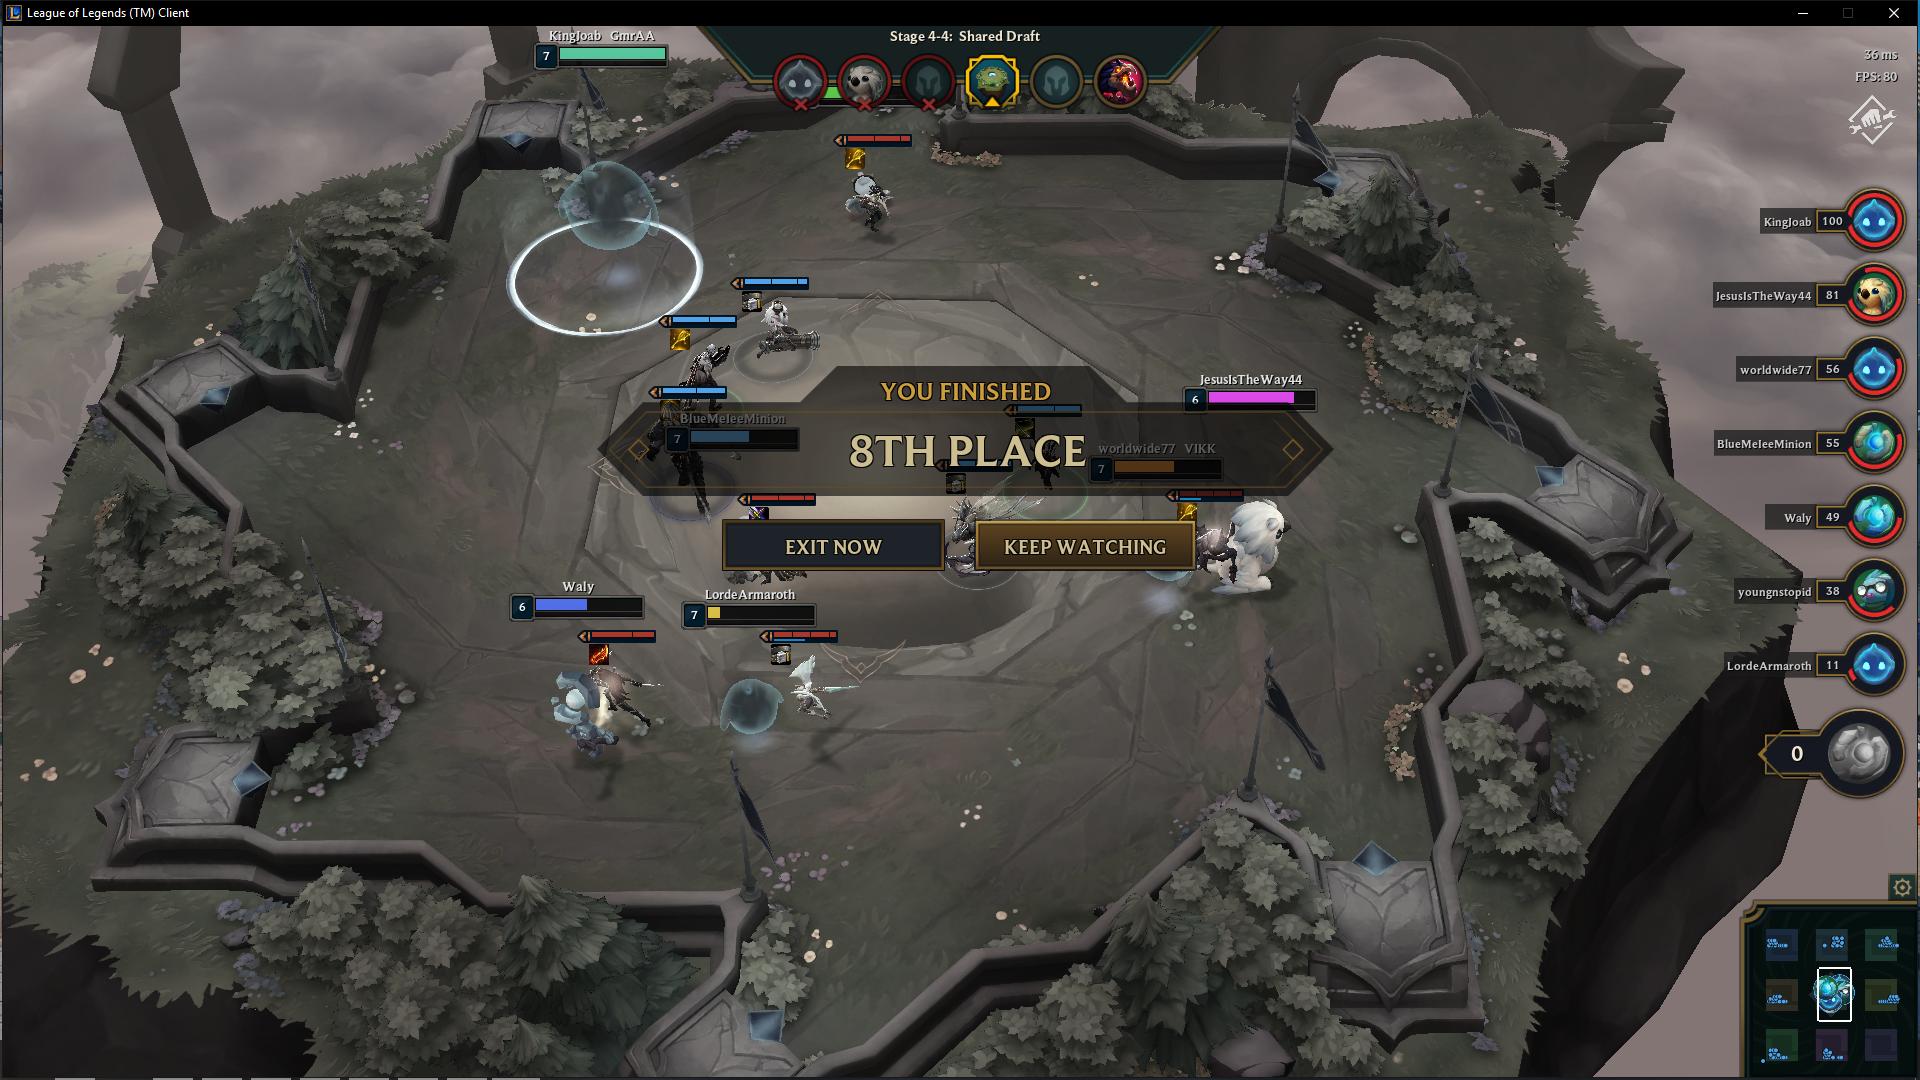 League of Legends (TM) Client
KingJoab GmrAA
7
Stage 4-4: Shared Draft
36 ms
FPS: 80
KingJoab 100
JesusIsTheWay44 81
worldwide77 56
BlueMeleeMinion 55
Waly 49
youngnstopid 38
LordeArmaroth 11
0
YOU FINISHED
8TH PLACE
JesusIsTheWay44
6
BlueMeleeMinion
7
worldwide77 VIKK
7
EXIT NOW
KEEP WATCHING
Waly
6
LordeArmaroth
7